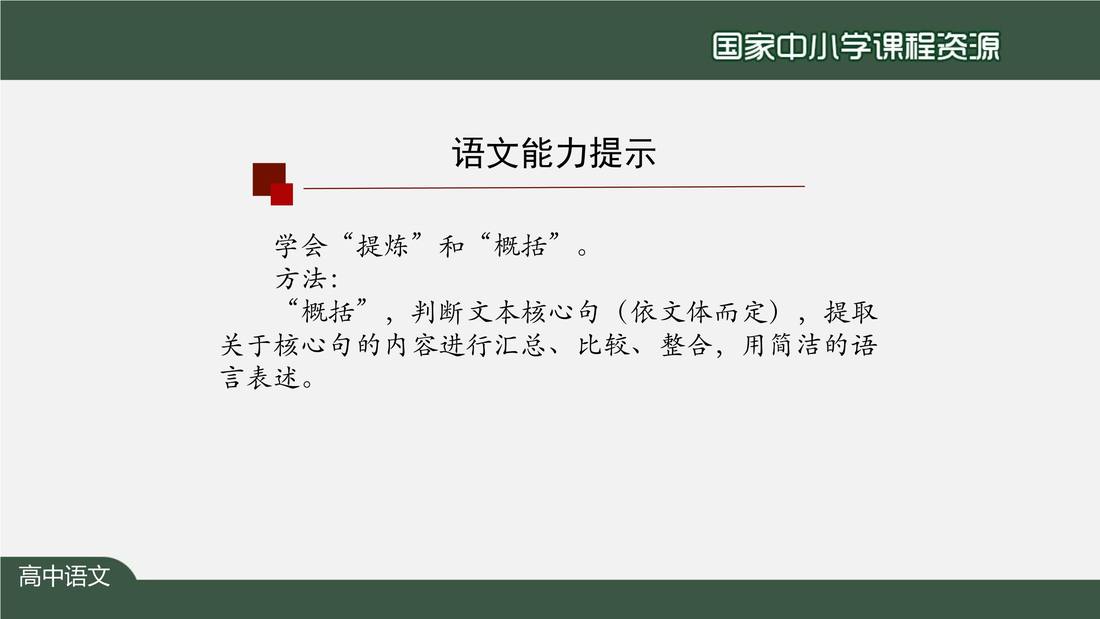 国家中小学课程资源
语文能力提示
学会“提炼”和“概括”。
方法：
“概括”，判断文本核心句（依文体而定），提取
关于核心句的内容进行汇总、比较、整合，用简洁的语
言表述。
高中语文